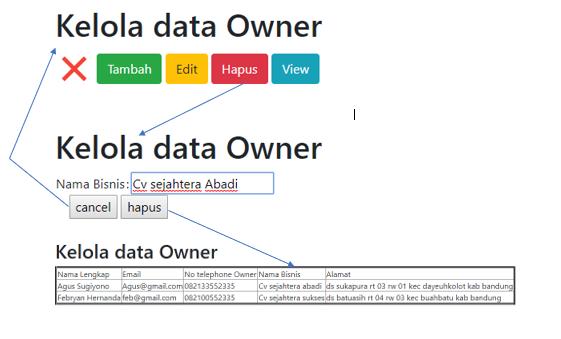 Kelola data Owner
Tambah Edit Hapus View
Kelola data Owner
Nama Bisnis: Cv sejahtera Abadi
cancel hapus
Kelola data Owner
Nama Lengkap Email No telephone Owner Nama Bisnis Alamat
Agus Sugiyono Agus@gmail.com 082133552335 Cv sejahtera abadi ds sukapura rt 03 rw 01 kec dayeuhkolot kab bandung
Febryan Hernanda feb@gmail.com 082100552335 Cv sejahtera sukses ds batuasih rt 04 rw 03 kec buahbatu kab bandung